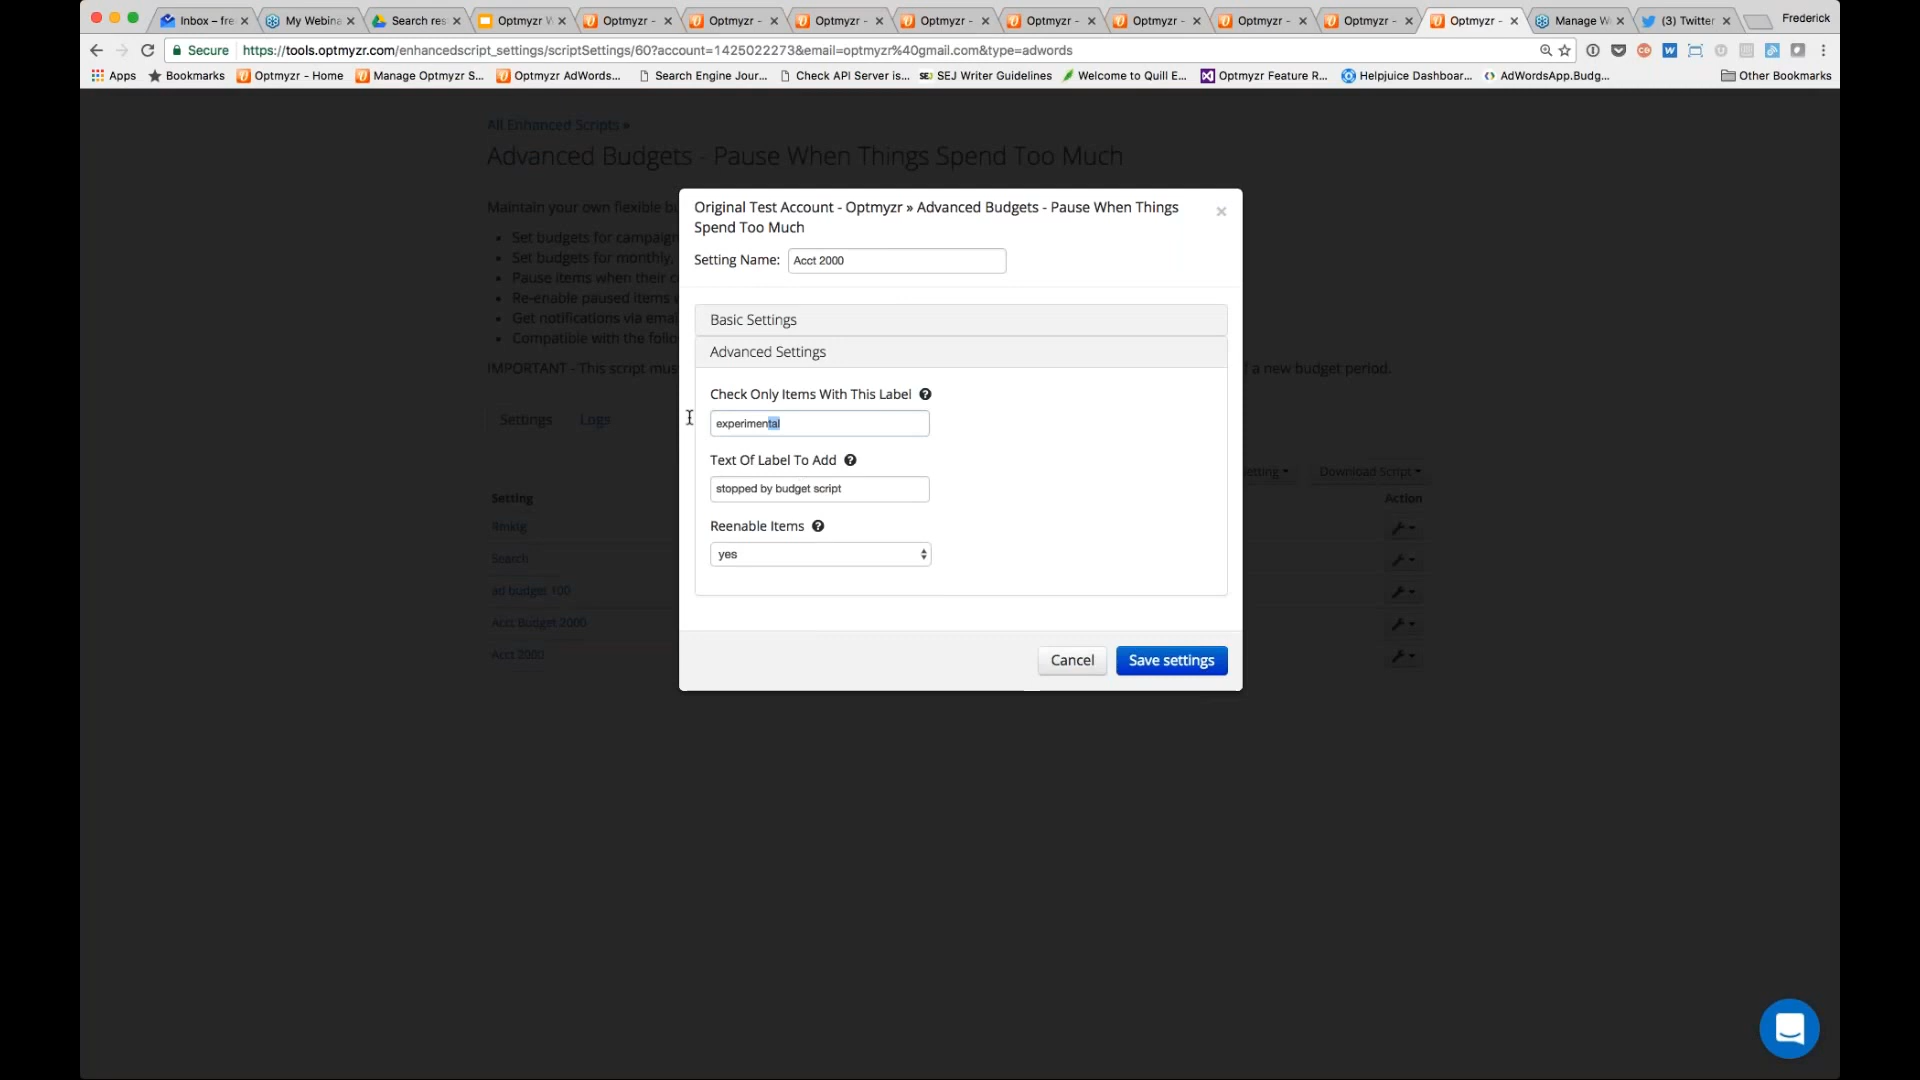 Inbox – fre
My Webina
Search res
Optmyzr W
Optmyzr -
Optmyzr -
Optmyzr -
Optmyzr -
Optmyzr -
Optmyzr -
Optmyzr -
Optmyzr -
Optmyzr -
Manage W
(3) Twitter
Frederick
Secure
https://tools.optmyzr.com/enhancedscript_settings/scriptSettings/60?account=1425022273&email=optmyzr%40gmail.com&type=adwords
Apps
Bookmarks
Optmyzr - Home
Manage Optmyzr S...
Optmyzr AdWords...
Search Engine Jour...
Check API Server is...
SEJ SEJ Writer Guidelines
Welcome to Quill E...
Optmyzr Feature R...
Helpjuice Dashboar...
AdWordsApp.Budg...
Other Bookmarks
All Enhanced Scripts »
Advanced Budgets - Pause When Things Spend Too Much
Maintain your own flexible bu
Set budgets for campaign
Set budgets for monthly,
Pause items when their c
Re-enable paused items
Get notifications via ema
Compatible with the follo
IMPORTANT - This script mus
f a new budget period.
Settings
Logs
etting
Download Script
Setting
Action
Search
ad budget 100
Acct Budget 2000
Acct 2000
Original Test Account - Optmyzr » Advanced Budgets - Pause When Things
Spend Too Much
×
Setting Name: Acct 2000
Basic Settings
Advanced Settings
Check Only Items With This Label ?
experimental
Text Of Label To Add ?
stopped by budget script
Reenable Items ?
yes
Cancel
Save settings